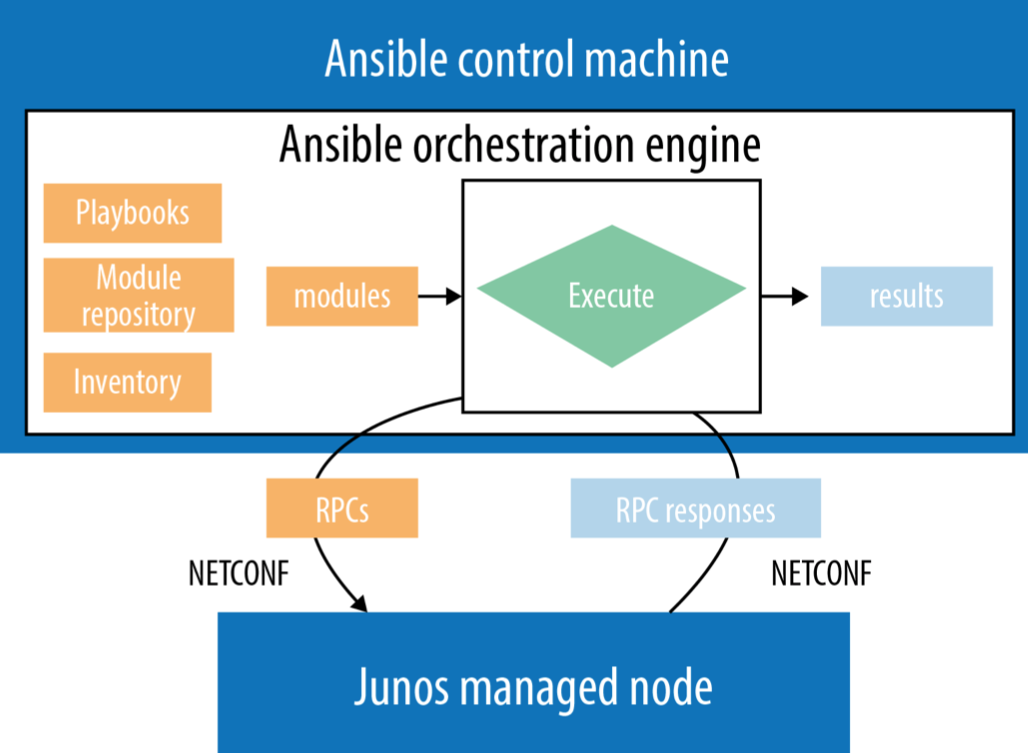 Ansible control machine
Ansible orchestration engine
Playbooks
Module
repository
Inventory
modules
Execute
results
RPCs
RPC responses
NETCONF
NETCONF
Junos managed node